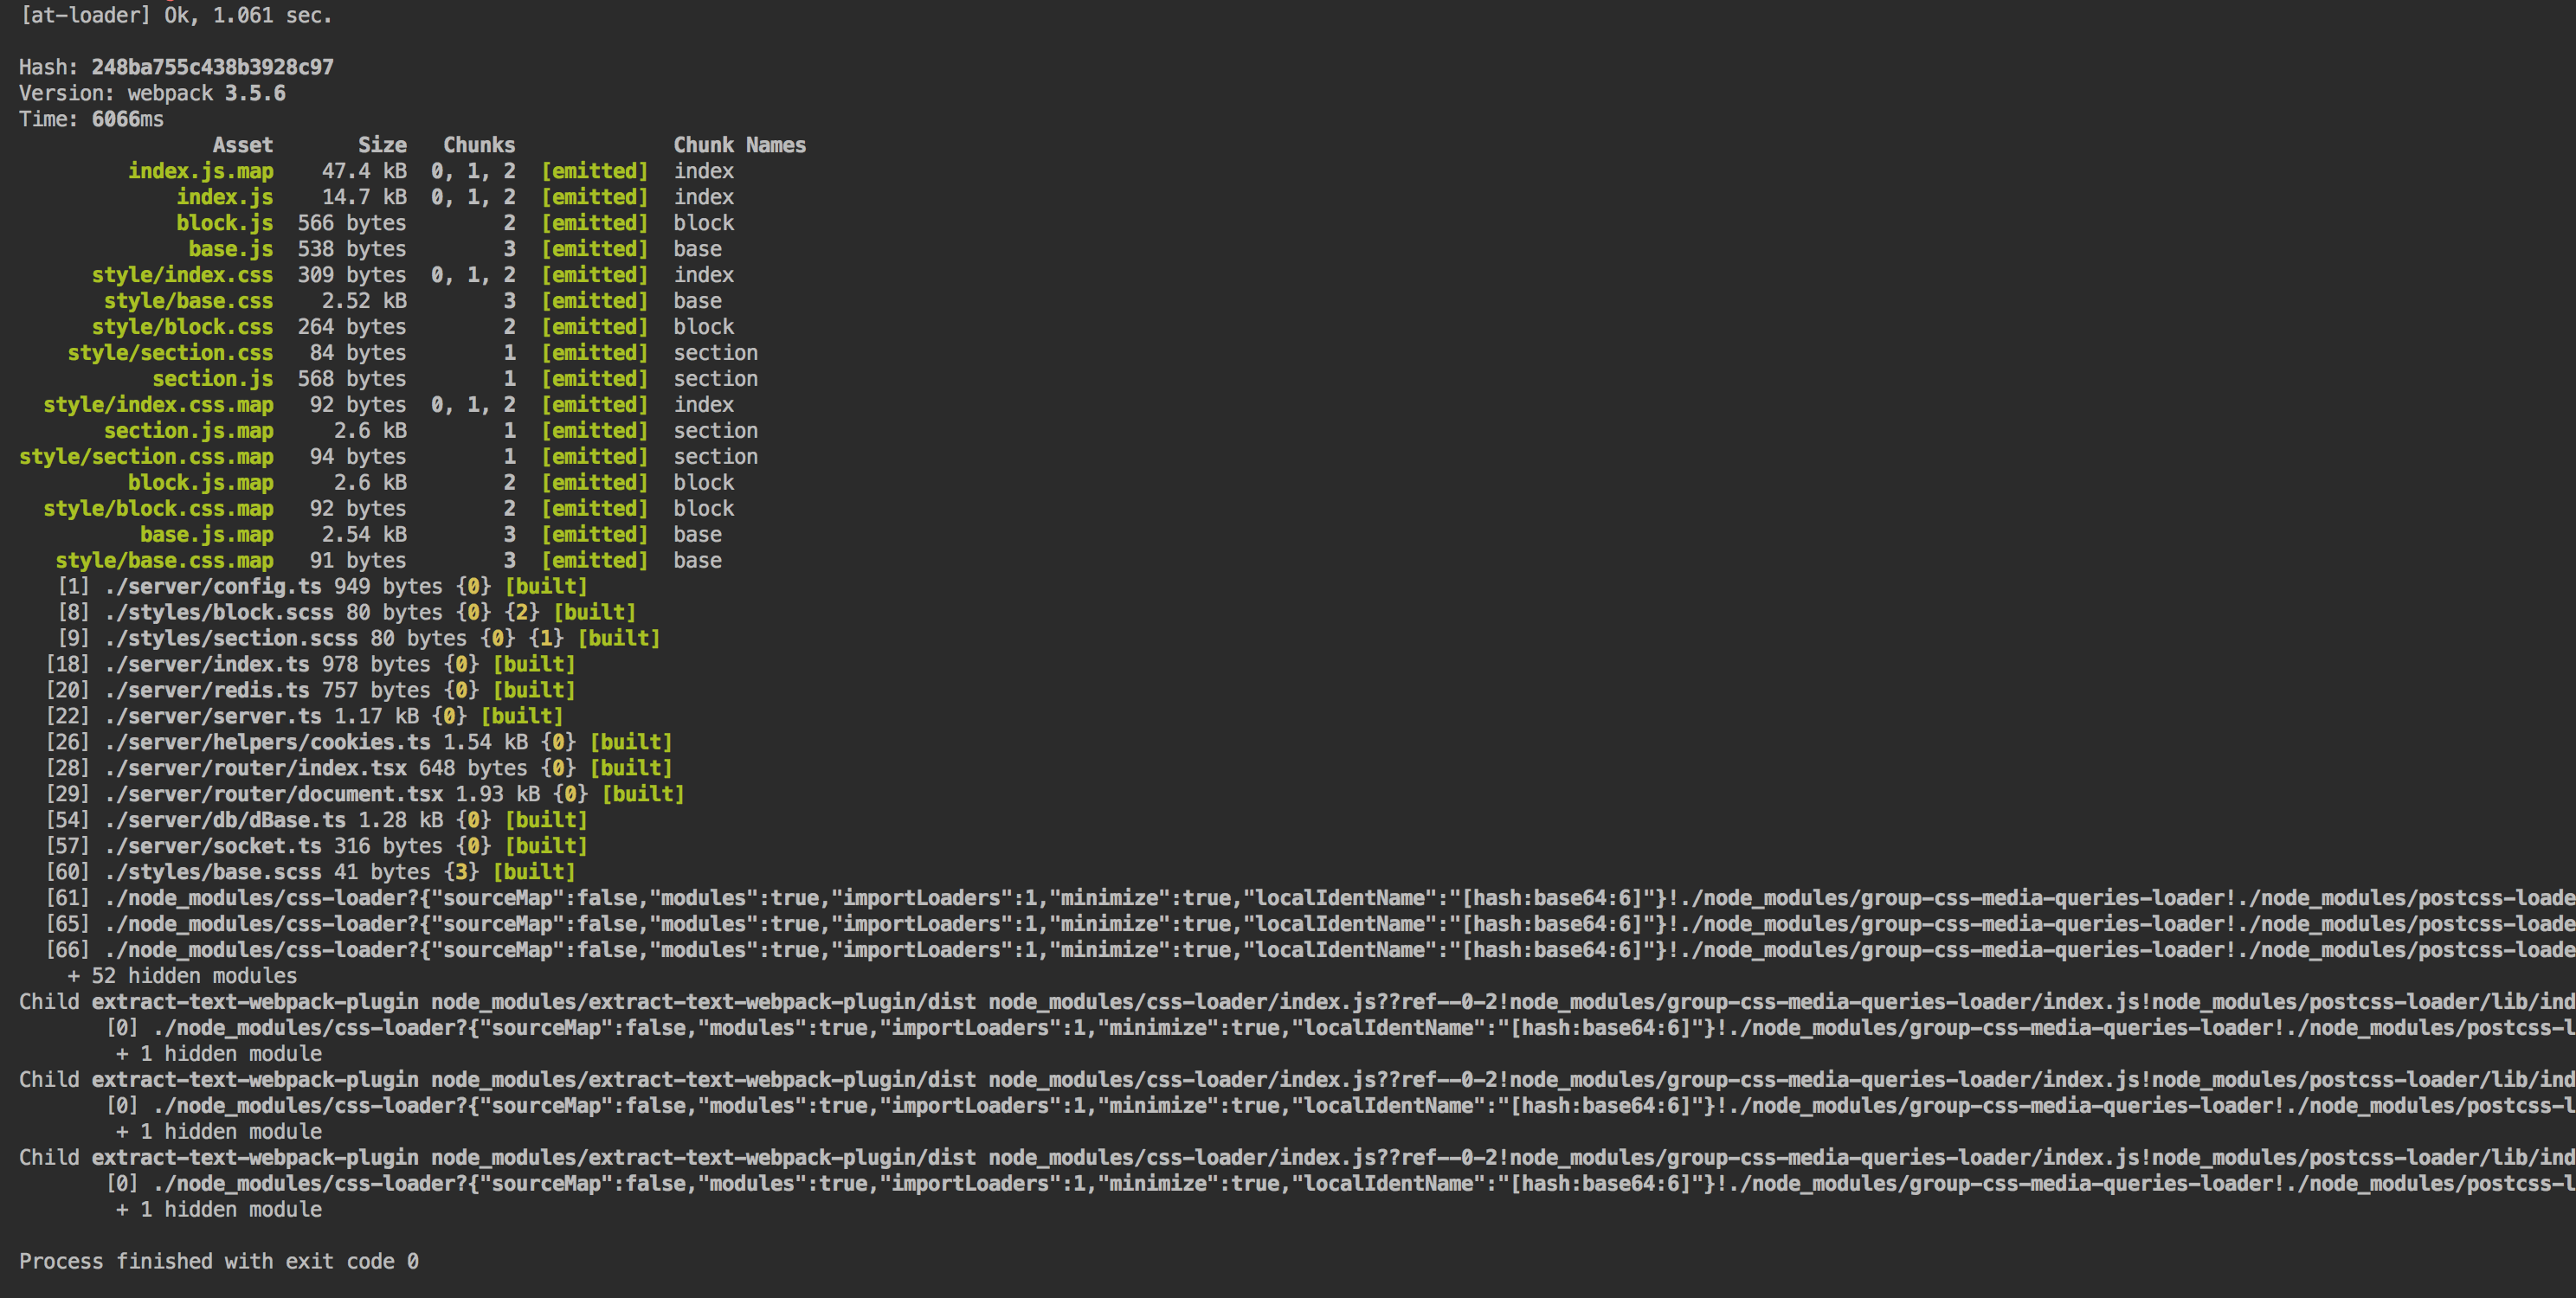 [at-loader] Ok, 1.061 sec.
Hash: 248ba755c438b3928c97
Version: webpack 3.5.6
Time: 6066ms
Asset Size Chunks Chunk Names
index.js.map 47.4 kB 0, 1, 2 [emitted] index
index.js 14.7 kB 0, 1, 2 [emitted] index
block.js 566 bytes 2 [emitted] block
base.js 538 bytes 3 [emitted] base
style/index.css 309 bytes 0, 1, 2 [emitted] index
style/base.css 2.52 kB 3 [emitted] base
style/block.css 264 bytes 2 [emitted] block
style/section.css 84 bytes 1 [emitted] section
section.js 568 bytes 1 [emitted] section
style/index.css.map 92 bytes 0, 1, 2 [emitted] index
section.js.map 2.6 kB 1 [emitted] section
style/section.css.map 94 bytes 1 [emitted] section
block.js.map 2.6 kB 2 [emitted] block
style/block.css.map 92 bytes 2 [emitted] block
base.js.map 2.54 kB 3 [emitted] base
style/base.css.map 91 bytes 3 [emitted] base
[1] ./server/config.ts 949 bytes {0} [built]
[8] ./styles/block.scss 80 bytes {0} {2} [built]
[9] ./styles/section.scss 80 bytes {0} {1} [built]
[18] ./server/index.ts 978 bytes {0} [built]
[20] ./server/redis.ts 757 bytes {0} [built]
[22] ./server/server.ts 1.17 kB {0} [built]
[26] ./server/helpers/cookies.ts 1.54 kB {0} [built]
[28] ./server/router/index.tsx 648 bytes {0} [built]
[29] ./server/router/document.tsx 1.93 kB {0} [built]
[54] ./server/db/dBase.ts 1.28 kB {0} [built]
[57] ./server/socket.ts 316 bytes {0} [built]
[60] ./styles/base.scss 41 bytes {3} [built]
[61] ./node_modules/css-loader?{"sourceMap":false,"modules":true,"importLoaders":1,"minimize":true,"localIdentName":"[hash:base64:6]"}!./node_modules/group-css-media-queries-loader!./node_modules/postcss-loade
[65] ./node_modules/css-loader?{"sourceMap":false,"modules":true,"importLoaders":1,"minimize":true,"localIdentName":"[hash:base64:6]"}!./node_modules/group-css-media-queries-loader!./node_modules/postcss-loade
[66] ./node_modules/css-loader?{"sourceMap":false,"modules":true,"importLoaders":1,"minimize":true,"localIdentName":"[hash:base64:6]"}!./node_modules/group-css-media-queries-loader!./node_modules/postcss-loade
+ 52 hidden modules
Child extract-text-webpack-plugin node_modules/extract-text-webpack-plugin/dist node_modules/css-loader/index.js??ref--0-2!node_modules/group-css-media-queries-loader/index.js!node_modules/postcss-loader/lib/ind
[0] ./node_modules/css-loader?{"sourceMap":false,"modules":true,"importLoaders":1,"minimize":true,"localIdentName":"[hash:base64:6]"}!./node_modules/group-css-media-queries-loader!./node_modules/postcss-l
+ 1 hidden module
Child extract-text-webpack-plugin node_modules/extract-text-webpack-plugin/dist node_modules/css-loader/index.js??ref--0-2!node_modules/group-css-media-queries-loader/index.js!node_modules/postcss-loader/lib/ind
[0] ./node_modules/css-loader?{"sourceMap":false,"modules":true,"importLoaders":1,"minimize":true,"localIdentName":"[hash:base64:6]"}!./node_modules/group-css-media-queries-loader!./node_modules/postcss-l
+ 1 hidden module
Child extract-text-webpack-plugin node_modules/extract-text-webpack-plugin/dist node_modules/css-loader/index.js??ref--0-2!node_modules/group-css-media-queries-loader/index.js!node_modules/postcss-loader/lib/ind
[0] ./node_modules/css-loader?{"sourceMap":false,"modules":true,"importLoaders":1,"minimize":true,"localIdentName":"[hash:base64:6]"}!./node_modules/group-css-media-queries-loader!./node_modules/postcss-l
+ 1 hidden module
Process finished with exit code 0